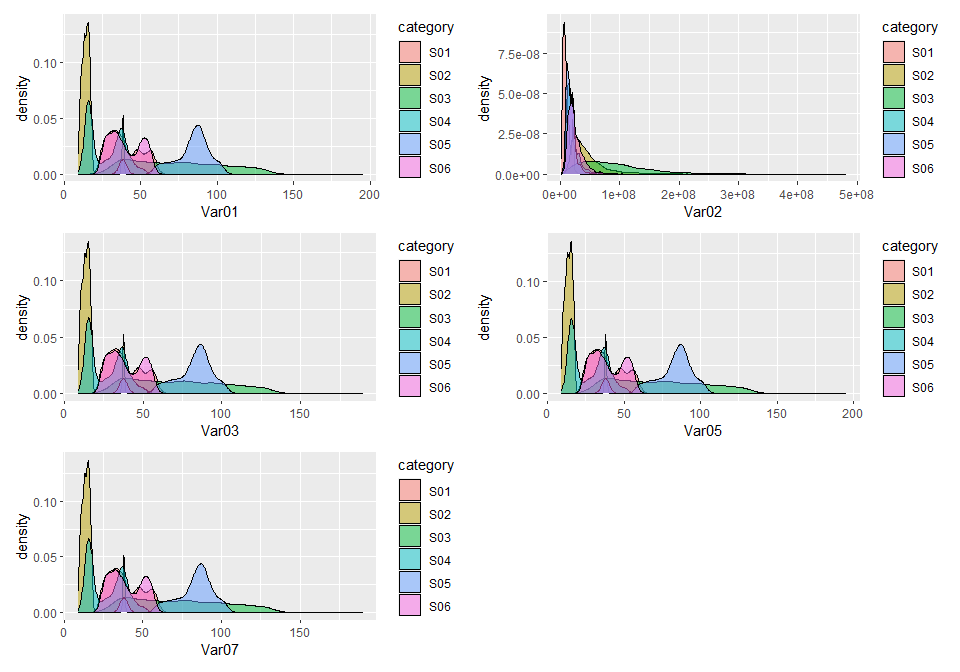 density
0.10
0.05
0.00
0
50
100
150
200
Var01
category
S01
S02
S03
S04
S05
S06
density
7.5e-08
5.0e-08
2.5e-08
0.0e+00
0e+00
1e+08
2e+08
3e+08
4e+08
5e+08
Var02
category
S01
S02
S03
S04
S05
S06
density
0.10
0.05
0.00
0
50
100
150
Var03
category
S01
S02
S03
S04
S05
S06
density
0.10
0.05
0.00
0
50
100
150
200
Var05
category
S01
S02
S03
S04
S05
S06
density
0.10
0.05
0.00
0
50
100
150
Var07
category
S01
S02
S03
S04
S05
S06